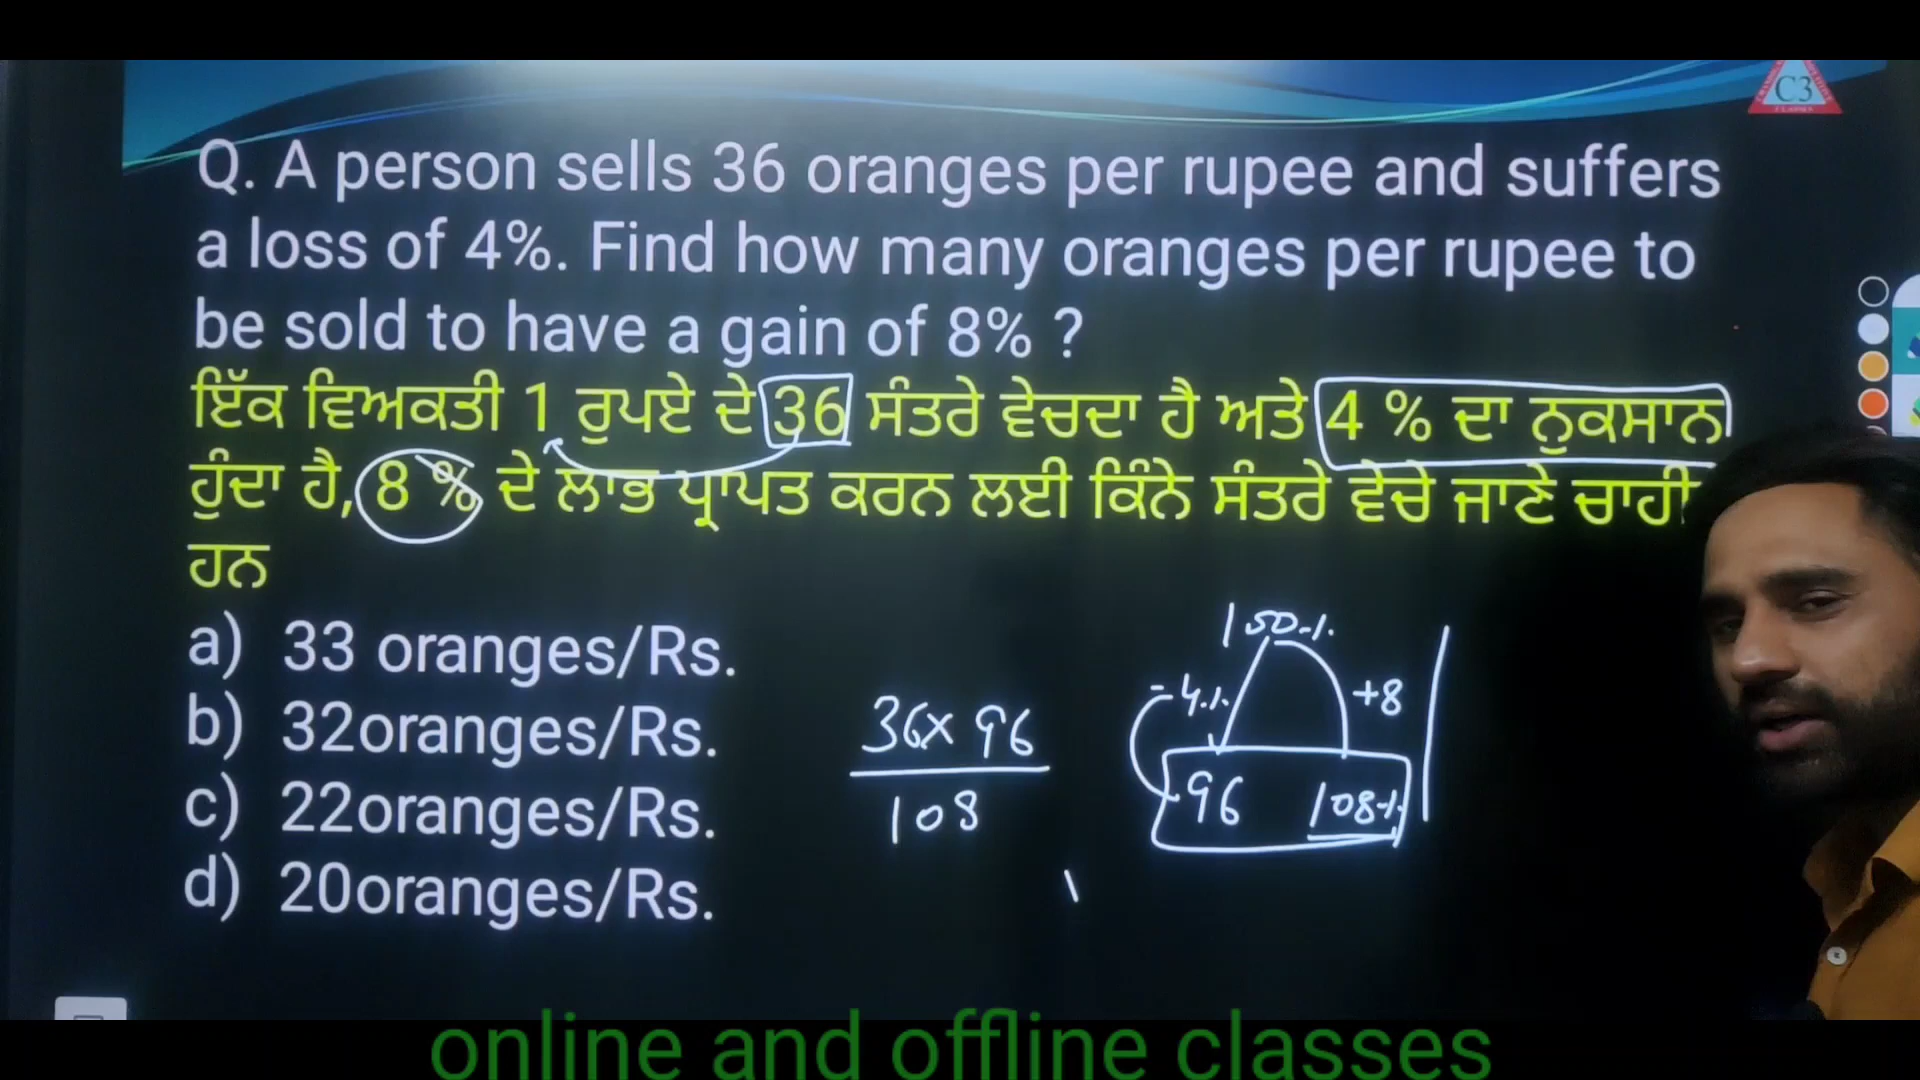 C3
Q. A person sells 36 oranges per rupee and suffers
a loss of 4%. Find how many oranges per rupee to
be sold to have a gain of 8% ?
ਇੱਕ ਵਿਅਕਤੀ 1 ਰੁਪਏ ਦੇ 36 ਸੰਤਰੇ ਵੇਚਦਾ ਹੈ ਅਤੇ 4 % ਦਾ ਨੁਕਸਾਨ
ਹੁੰਦਾ ਹੈ, 8 % ਦੇ ਲਾਭ ਪ੍ਰਾਪਤ ਕਰਨ ਲਈ ਕਿੰਨੇ ਸੰਤਰੇ ਵੇਚੇ ਜਾਣੇ ਚਾਹੀ
ਹਨ
a) 33 oranges/Rs.
b) 32oranges/Rs.
c) 22oranges/Rs.
d) 20oranges/Rs.
36x 96
108
-4%
+8
96
108%
online and offline classes